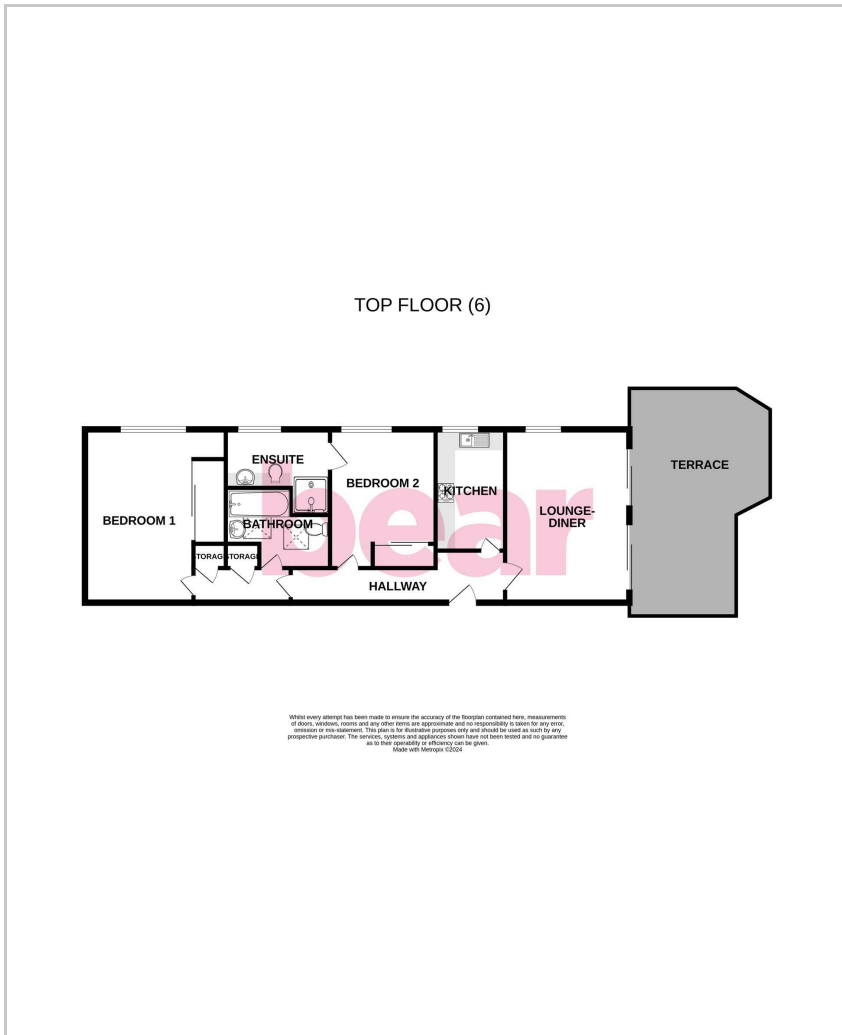 TOP FLOOR (6)
TERRACE
ENSUITE
BEDROOM 2
KITCHEN
LOUNGE-
DINER
BEDROOM 1
BATHROOM
STORAGE
STORAGE
HALLWAY
bear
Whilst every attempt has been made to ensure the accuracy of the floorplan contained here, measurements
of doors, windows, rooms and any other items are approximate and no responsibility is taken for any error,
omission or mis-statement. This plan is for illustrative purposes only and should be used as such by any
prospective purchaser. The services, systems and appliances shown have not been tested and no guarantee
as to their operability or efficiency can be given.
Made with Metropix ©2024